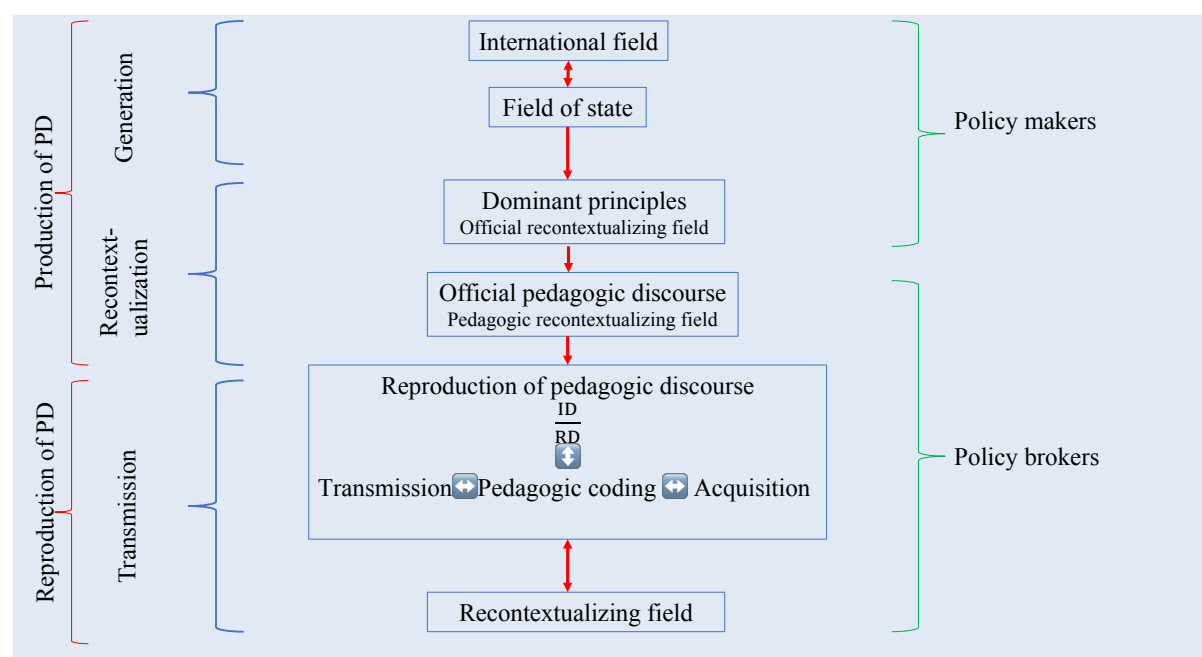 Production of PD
Generation
Recontext-
ualization
Reproduction of PD
Transmission
International field
Field of state
Dominant principles
Official recontextualizing field
Official pedagogic discourse
Pedagogic recontextualizing field
Reproduction of pedagogic discourse
ID
RD
Transmission↔Pedagogic coding ↔ Acquisition
Recontextualizing field
Policy makers
Policy brokers